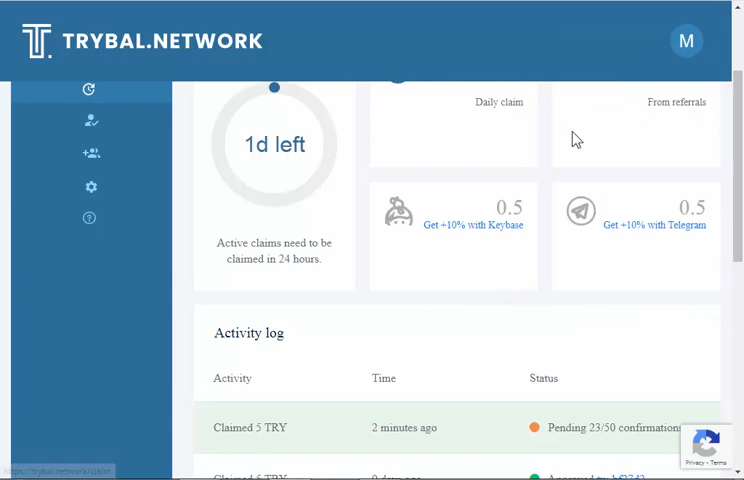 TRYBAL.NETWORK
M
Daily claim
From referrals
1d left
0.5
Get +10% with Keybase
0.5
Get +10% with Telegram
Active claims need to be
claimed in 24 hours.
Activity log
Activity Time Status
Claimed 5 TRY 2 minutes ago Pending 23/50 confirmations
Privacy - Terms
https://trybal.network/claim